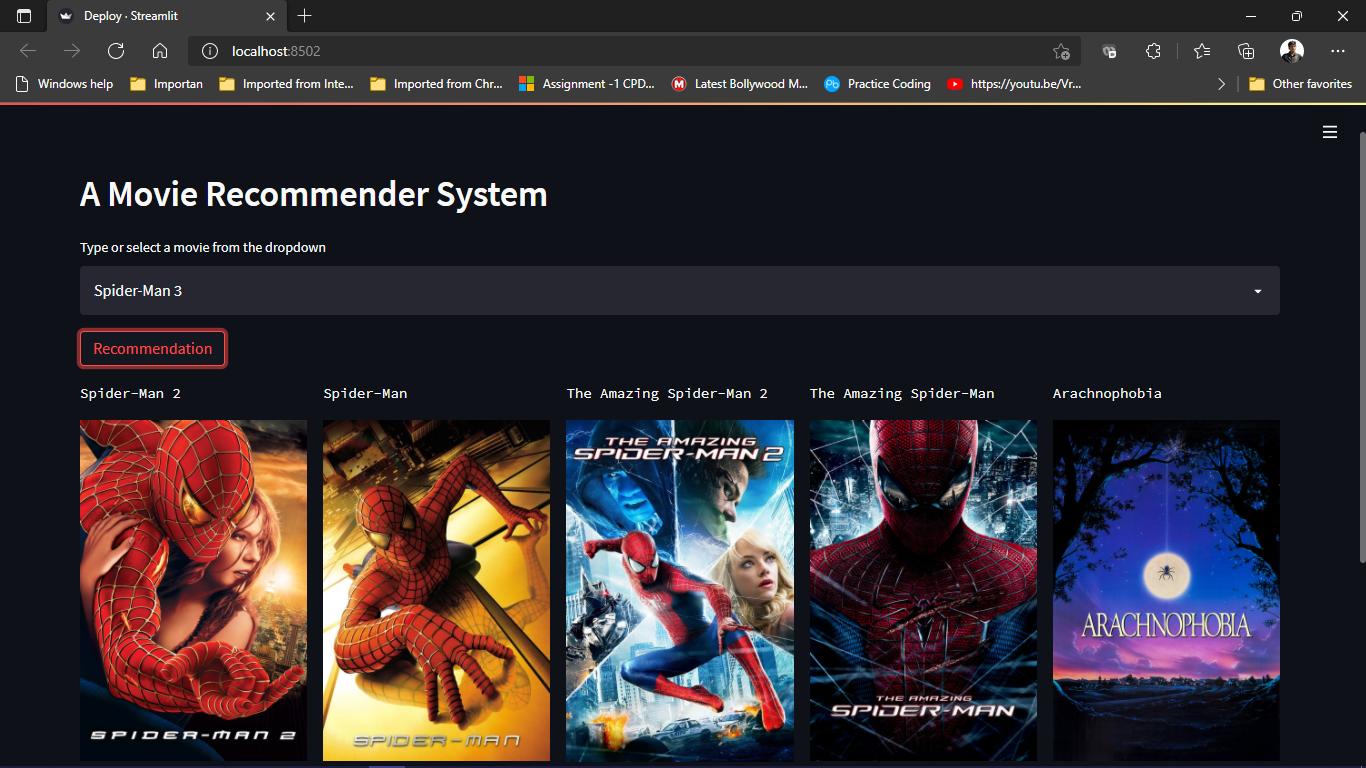 Deploy · Streamlit
localhost:8502
Windows help
Importan
Imported from Inte...
Imported from Chr...
Assignment -1 CPD...
Latest Bollywood M...
Practice Coding
https://youtu.be/Vr...
Other favorites
A Movie Recommender System
Type or select a movie from the dropdown
Spider-Man 3
Recommendation
Spider-Man 2
Spider-Man
The Amazing Spider-Man 2
The Amazing Spider-Man
Arachnophobia
SPIDER-MAN 2
SPIDER-MAN
THE AMAZING
SPIDER-MAN 2
THE AMAZING
SPIDER-MAN
ARACHNOPHOBIA